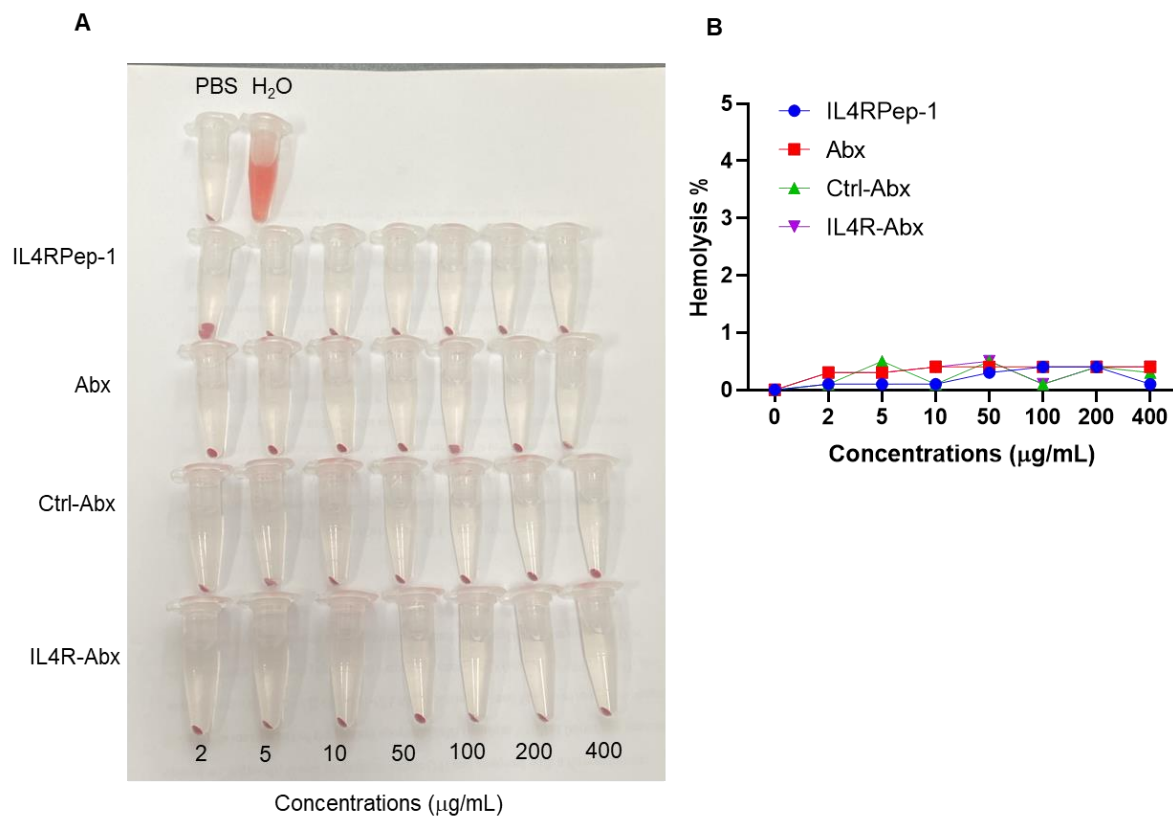 A
PBS H₂O
IL4RPep-1
Abx
Ctrl-Abx
IL4R-Abx
2 5 10 50 100 200 400
Concentrations (μg/mL)
B
IL4RPep-1
Abx
Ctrl-Abx
IL4R-Abx
Hemolysis %
5
4
3
2
1
0
0 2 5 10 50 100 200 400
Concentrations (μg/mL)